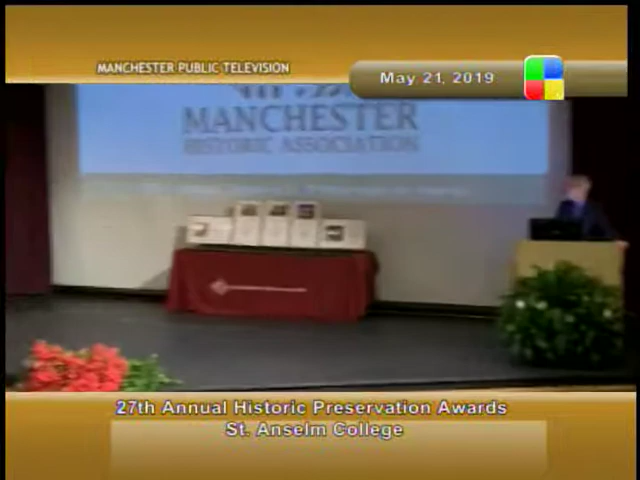 MANCHESTER PUBLIC TELEVISION
May 21, 2019
MANCHESTER
HISTORIC ASSOCIATION
27th Annual Historic Preservation Awards
St. Anselm College